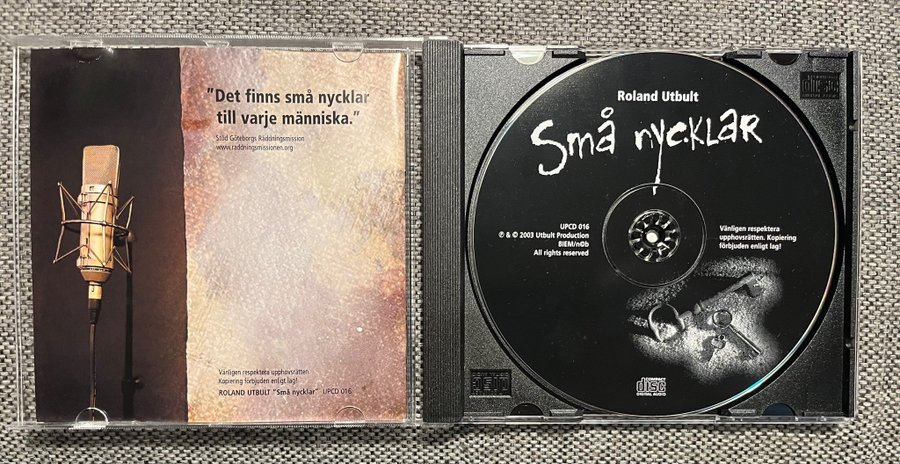 "Det finns små nycklar
till varje människa."
Stöd Göteborgs Räddningsmission
www.raddningsmissionen.org
Vänligen respektera upphovsrätten.
Kopiering förbjuden enligt lag!
ROLAND UTBULT "Små nycklar" UPCD 016
Roland Utbult
Små nycklar
UPCD 016
℗ & © 2003 Utbult Production
BIEM/n©b
All rights reserved
Vänligen respektera
upphovsrätten. Kopiering
förbjuden enligt lag!
COMPACT
disc
DIGITAL AUDIO